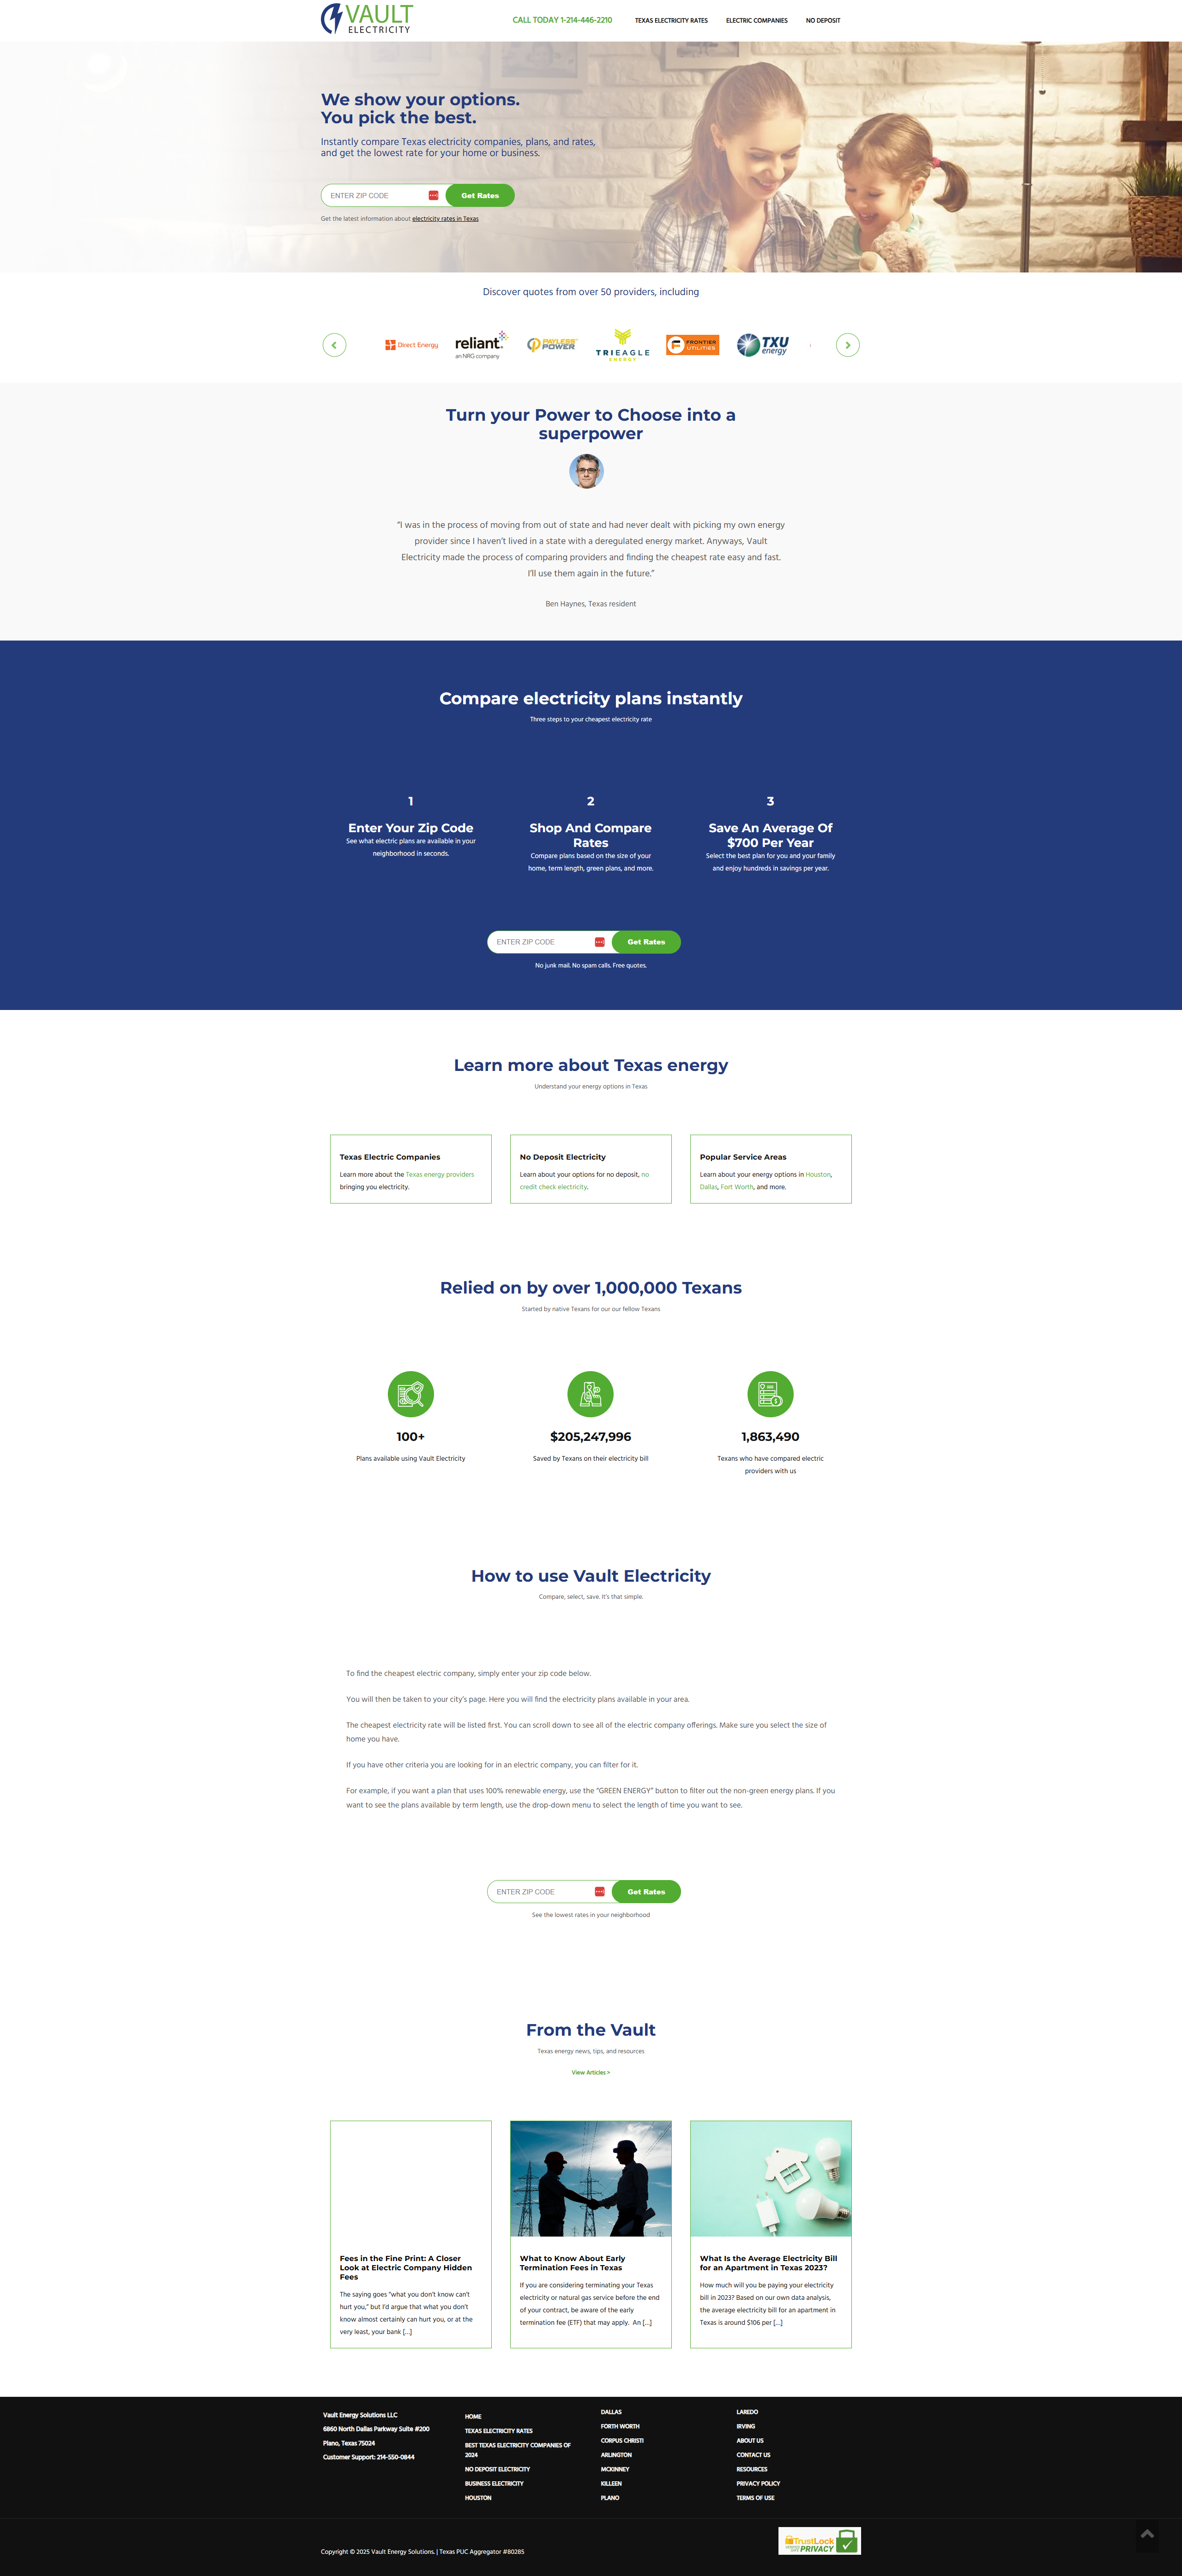 VAULT
ELECTRICITY
CALL TODAY 1-214-446-2210
TEXAS ELECTRICITY RATES
ELECTRIC COMPANIES
NO DEPOSIT
We show your options.
You pick the best.
Instantly compare Texas electricity companies, plans, and rates,
and get the lowest rate for your home or business.
ENTER ZIP CODE
Get Rates
Get the latest information about electricity rates in Texas
Discover quotes from over 50 providers, including
Direct Energy
reliant
an NRG company
PAYLESS
POWER
TRIEAGLE
ENERGY
FRONTIER
UTILITIES
TXU
energy
Turn your Power to Choose into a
superpower
“I was in the process of moving from out of state and had never dealt with picking my own energy
provider since I haven’t lived in a state with a deregulated energy market. Anyways, Vault
Electricity made the process of comparing providers and finding the cheapest rate easy and fast.
I’ll use them again in the future.”
Ben Haynes, Texas resident
Compare electricity plans instantly
Three steps to your cheapest electricity rate
1
Enter Your Zip Code
See what electric plans are available in your
neighborhood in seconds.
2
Shop And Compare
Rates
Compare plans based on the size of your
home, term length, green plans, and more.
3
Save An Average Of
$700 Per Year
Select the best plan for you and your family
and enjoy hundreds in savings per year.
ENTER ZIP CODE
Get Rates
No junk mail. No spam calls. Free quotes.
Learn more about Texas energy
Understand your energy options in Texas
Texas Electric Companies
Learn more about the Texas energy providers
bringing you electricity.
No Deposit Electricity
Learn about your options for no deposit, no
credit check electricity.
Popular Service Areas
Learn about your energy options in Houston,
Dallas, Fort Worth, and more.
Relied on by over 1,000,000 Texans
Started by native Texans for our our fellow Texans
100+
Plans available using Vault Electricity
$205,247,996
Saved by Texans on their electricity bill
1,863,490
Texans who have compared electric
providers with us
How to use Vault Electricity
Compare, select, save. It’s that simple.
To find the cheapest electric company, simply enter your zip code below.
You will then be taken to your city’s page. Here you will find the electricity plans available in your area.
The cheapest electricity rate will be listed first. You can scroll down to see all of the electric company offerings. Make sure you select the size of
home you have.
If you have other criteria you are looking for in an electric company, you can filter for it.
For example, if you want a plan that uses 100% renewable energy, use the “GREEN ENERGY” button to filter out the non-green energy plans. If you
want to see the plans available by term length, use the drop-down menu to select the length of time you want to see.
ENTER ZIP CODE
Get Rates
See the lowest rates in your neighborhood
From the Vault
Texas energy news, tips, and resources
View Articles >
Fees in the Fine Print: A Closer
Look at Electric Company Hidden
Fees
The saying goes “what you don’t know can’t
hurt you,” but I’d argue that what you don’t
know almost certainly can hurt you, or at the
very least, your bank [...]
What to Know About Early
Termination Fees in Texas
If you are considering terminating your Texas
electricity or natural gas service before the end
of your contract, be aware of the early
termination fee (ETF) that may apply. An [...]
What Is the Average Electricity Bill
for an Apartment in Texas 2023?
How much will you be paying your electricity
bill in 2023? Based on our own data analysis,
the average electricity bill for an apartment in
Texas is around $106 per [...]
Vault Energy Solutions LLC
6860 North Dallas Parkway Suite #200
Plano, Texas 75024
Customer Support: 214-550-0844
HOME
TEXAS ELECTRICITY RATES
BEST TEXAS ELECTRICITY COMPANIES OF
2024
NO DEPOSIT ELECTRICITY
BUSINESS ELECTRICITY
HOUSTON
DALLAS
FORTH WORTH
CORPUS CHRISTI
ARLINGTON
MCKINNEY
KILLEEN
PLANO
LAREDO
IRVING
ABOUT US
CONTACT US
RESOURCES
PRIVACY POLICY
TERMS OF USE
Copyright © 2025 Vault Energy Solutions. | Texas PUC Aggregator #80285
TrustLock
PRIVACY